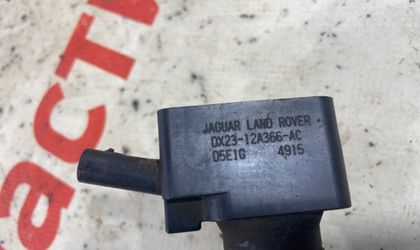 JAGUAR LAND ROVER
DX23-12A366-AC
D5E1G 4915